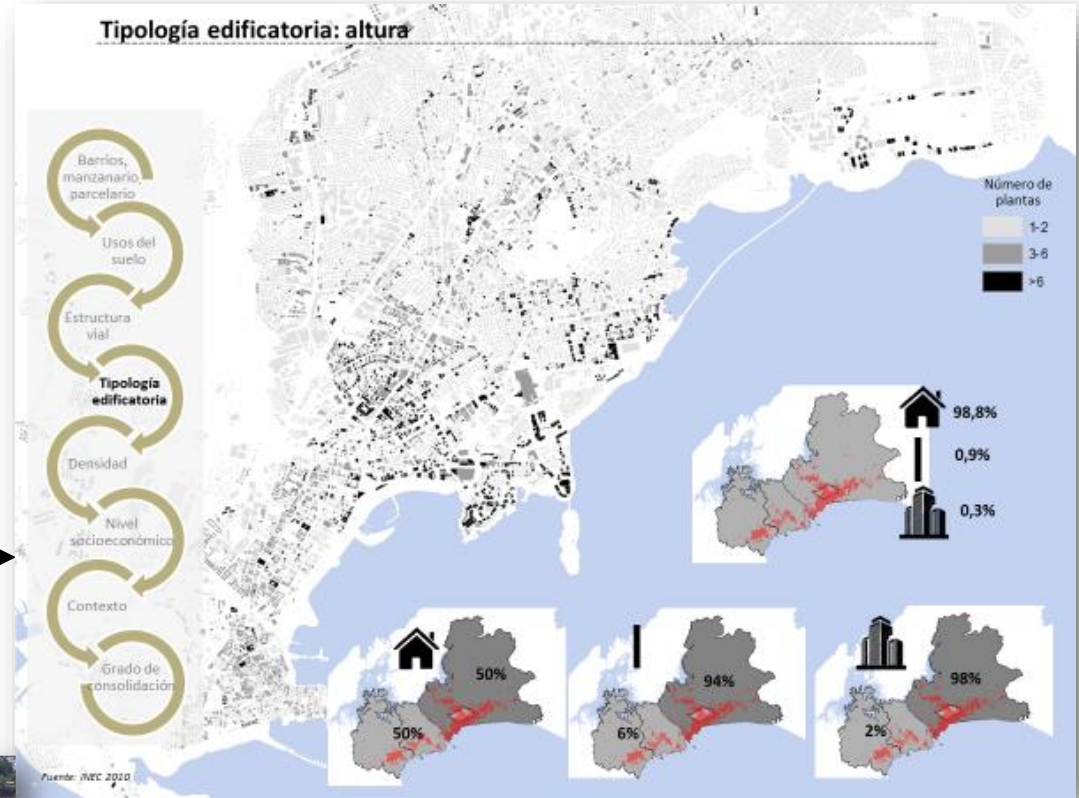 Tipología edificatoria: altura
Barrios,
manzanario,
parcelario
Usos del
suelo
Estructura
vial
Tipología
edificatoria
Densidad
Nivel
socioeconómico
Contexto
Grado de
consolidación
Número de
plantas
1-2
3-6
>6
98,8%
0,9%
0,3%
50%
50%
94%
6%
98%
2%
Fuente: INEC 2010